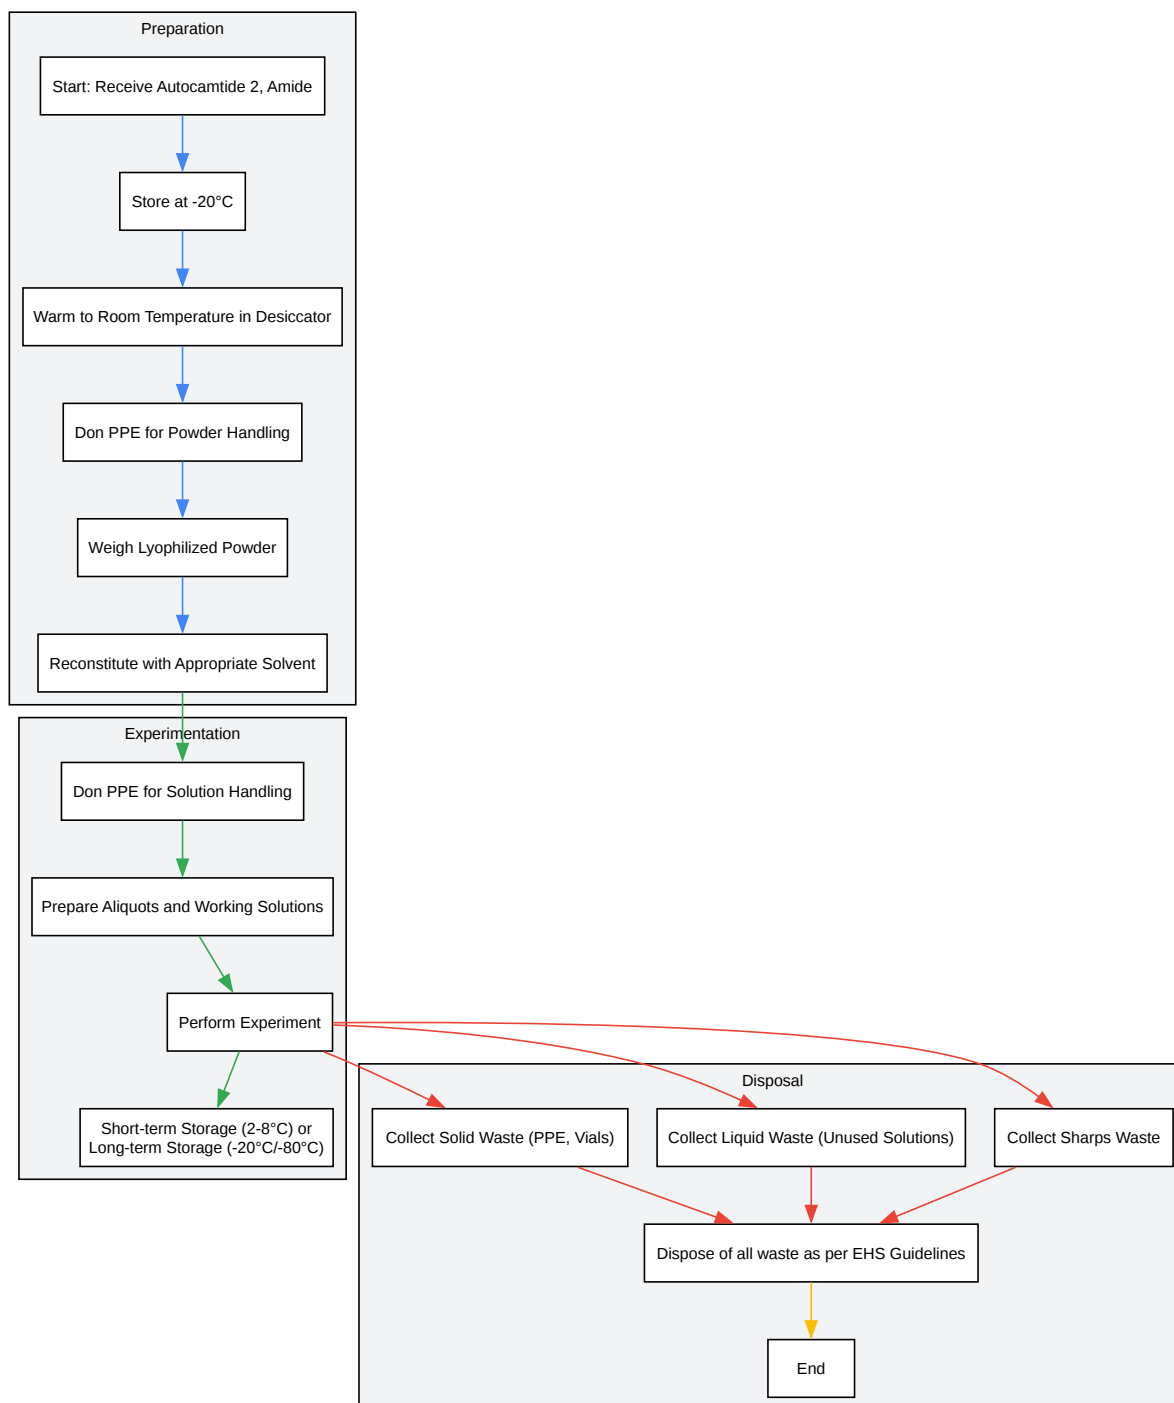 Preparation
Start: Receive Autocamtide 2, Amide
Store at -20°C
Warm to Room Temperature in Desiccator
Don PPE for Powder Handling
Weigh Lyophilized Powder
Reconstitute with Appropriate Solvent
Experimentation
Don PPE for Solution Handling
Prepare Aliquots and Working Solutions
Perform Experiment
Short-term Storage (2-8°C) or
Long-term Storage (-20°C/-80°C)
Disposal
Collect Solid Waste (PPE, Vials)
Collect Liquid Waste (Unused Solutions)
Collect Sharps Waste
Dispose of all waste as per EHS Guidelines
End